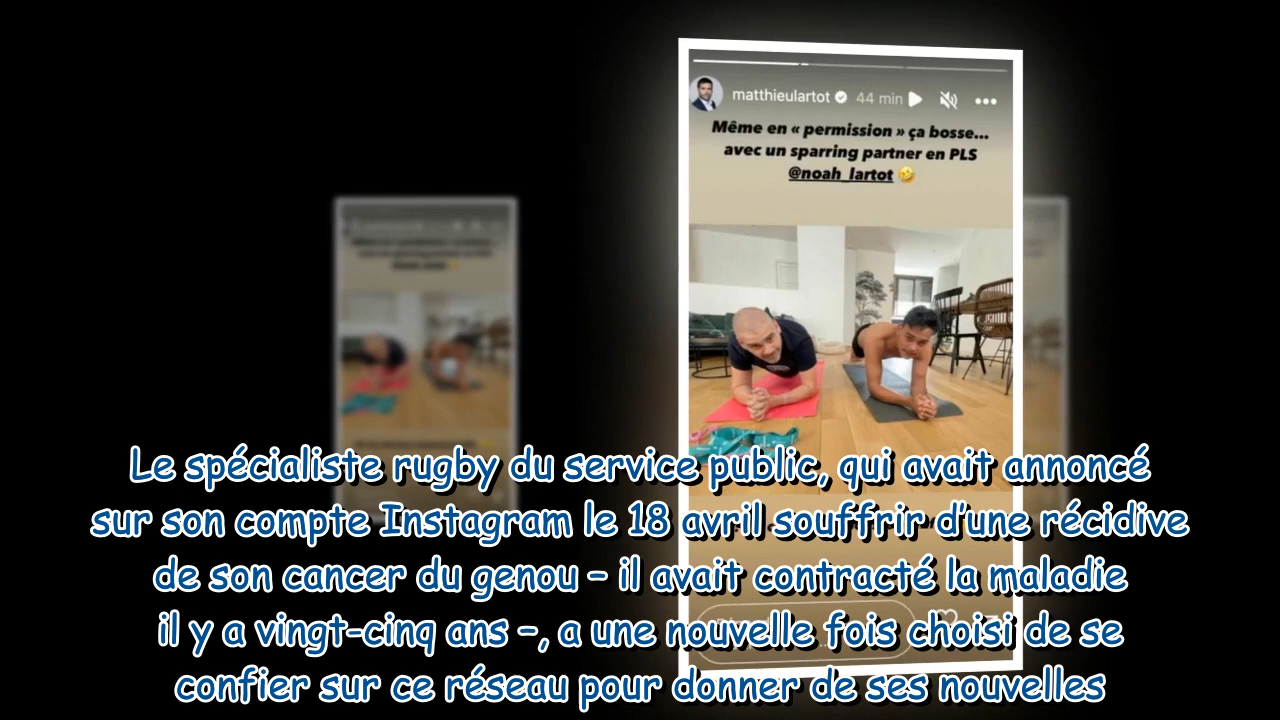 matthieulartot 44 min
Même en « permission » ça bosse...
avec un sparring partner en PLS
@noah_lartot 🤣
Le spécialiste rugby du service public, qui avait annoncé
sur son compte Instagram le 18 avril souffrir d'une récidive
de son cancer du genou – il avait contracté la maladie
il y a vingt-cinq ans –, a une nouvelle fois choisi de se
confier sur ce réseau pour donner de ses nouvelles